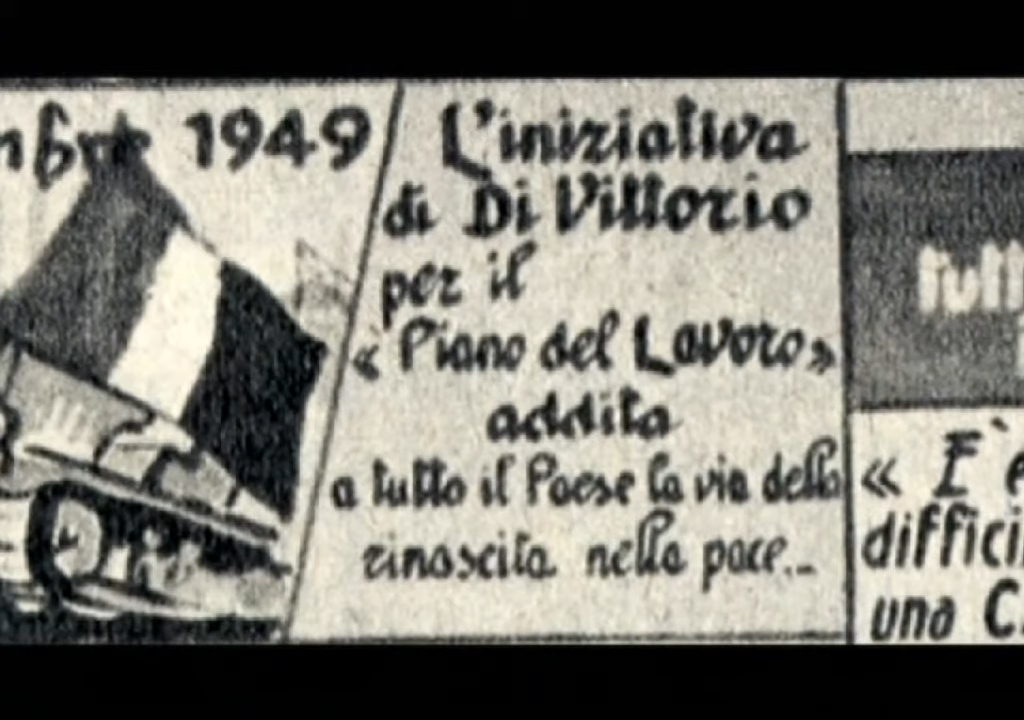 1949
L'iniziativa
di Di Vittorio
per il
« Piano del Lavoro»
addita
a tutto il Paese la via della
rinascita nella pace...
tutt
« E' 
diffici
una C